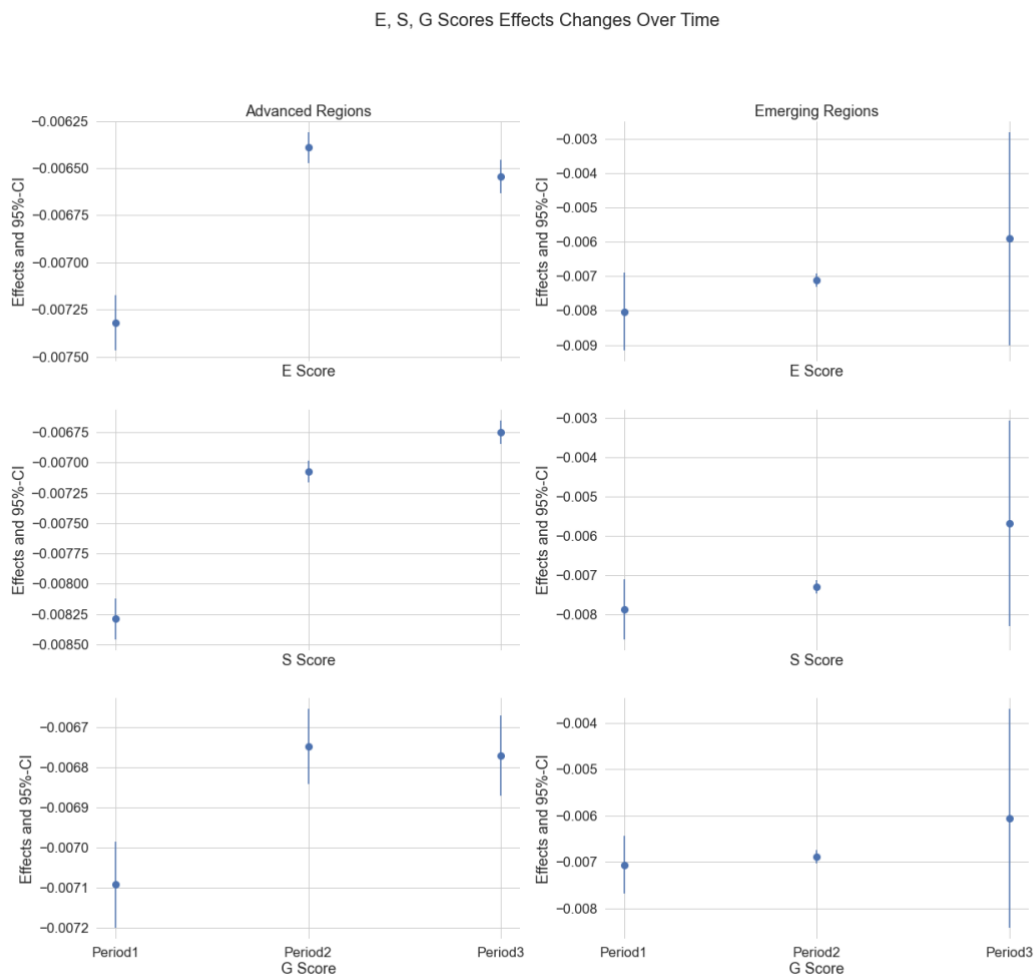 E, S, G Scores Effects Changes Over Time
Advanced Regions
Effects and 95%-CI
−0.00625
−0.00650
−0.00675
−0.00700
−0.00725
−0.00750
E Score
Emerging Regions
Effects and 95%-CI
−0.003
−0.004
−0.005
−0.006
−0.007
−0.008
−0.009
E Score
Effects and 95%-CI
−0.00675
−0.00700
−0.00725
−0.00750
−0.00775
−0.00800
−0.00825
−0.00850
S Score
Effects and 95%-CI
−0.003
−0.004
−0.005
−0.006
−0.007
−0.008
S Score
Effects and 95%-CI
−0.0067
−0.0068
−0.0069
−0.0070
−0.0071
−0.0072
Period1 Period2 Period3
G Score
Effects and 95%-CI
−0.004
−0.005
−0.006
−0.007
−0.008
Period1 Period2 Period3
G Score